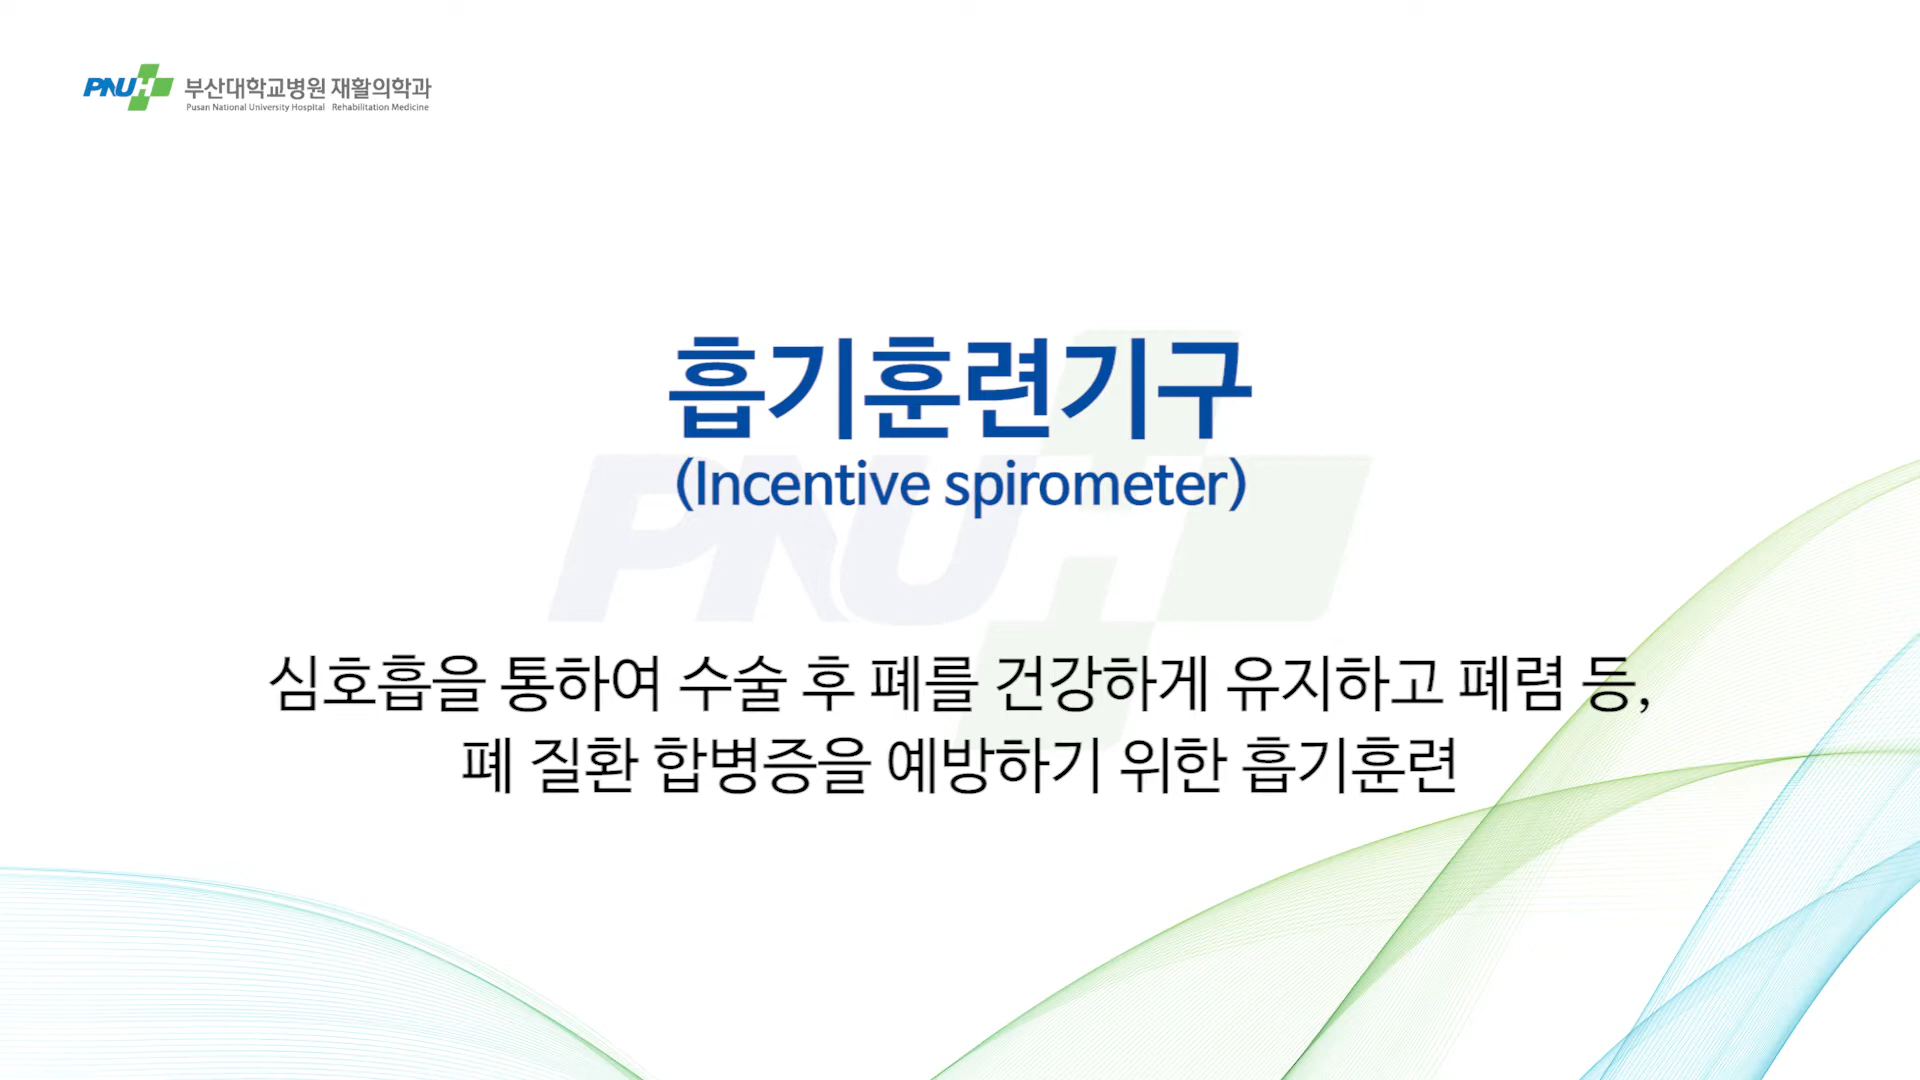 PNUH 부산대학교병원 재활의학과
Pusan National University Hospital Rehabilitation Medicine
흡기훈련기구
(Incentive spirometer)
PNUH
심호흡을 통하여 수술 후 폐를 건강하게 유지하고 폐렴 등,
폐 질환 합병증을 예방하기 위한 흡기훈련